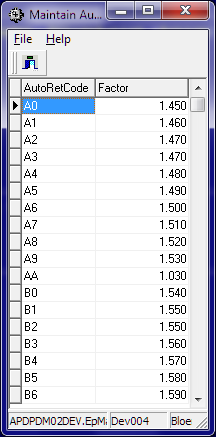 Maintain Au...
File Help
AutoRetCode Factor
A0 1.450
A1 1.460
A2 1.470
A3 1.470
A4 1.480
A5 1.490
A6 1.500
A7 1.510
A8 1.520
A9 1.530
AA 1.030
B0 1.540
B1 1.550
B2 1.550
B3 1.560
B4 1.570
B5 1.580
B6 1.590
APDPDM02DEV.EpM Dev004 Bloe